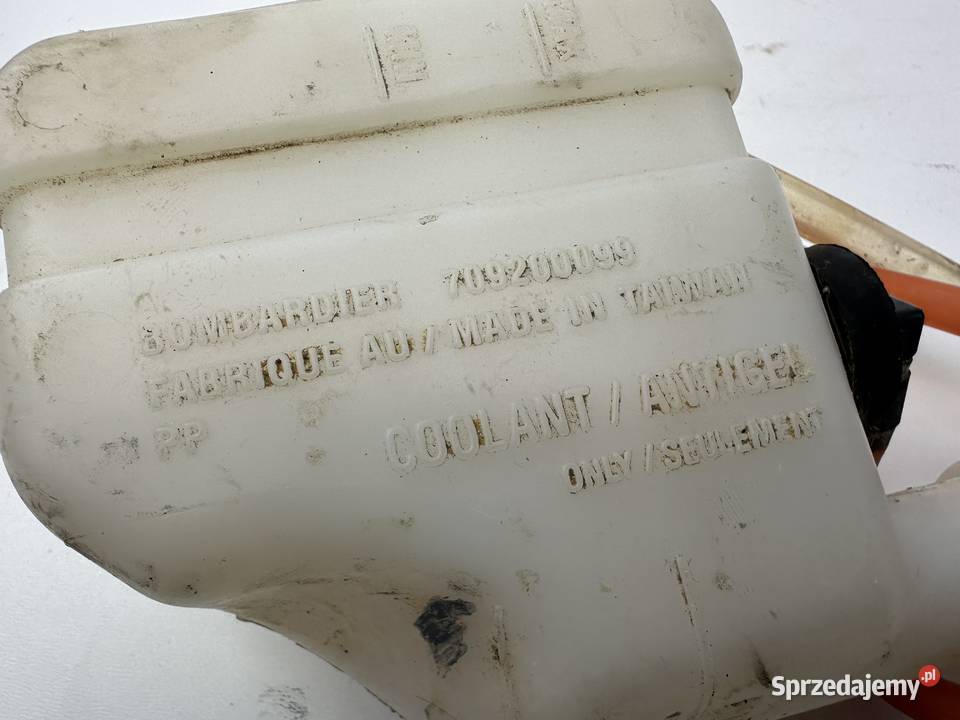 BOMBARDIER 709200099
FABRIQUE AU / MADE IN TAIWAN
PP
COOLANT / ANTIGEL
ONLY / SEULEMENT
Sprzedajemy.pl